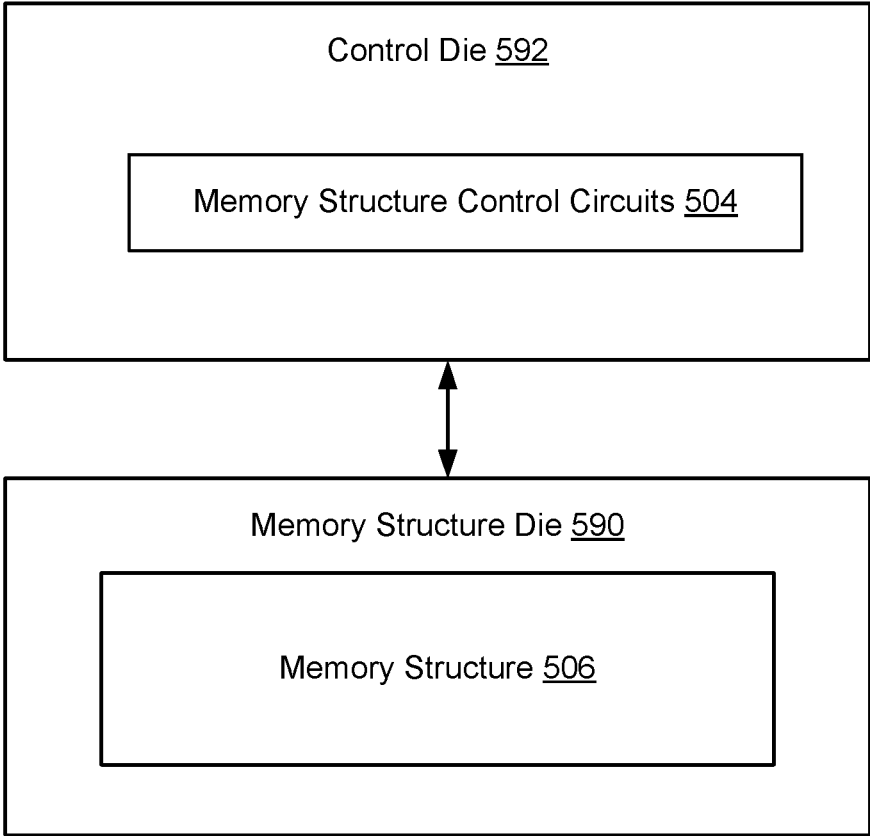 Control Die 592
Memory Structure Control Circuits 504
Memory Structure Die 590
Memory Structure 506